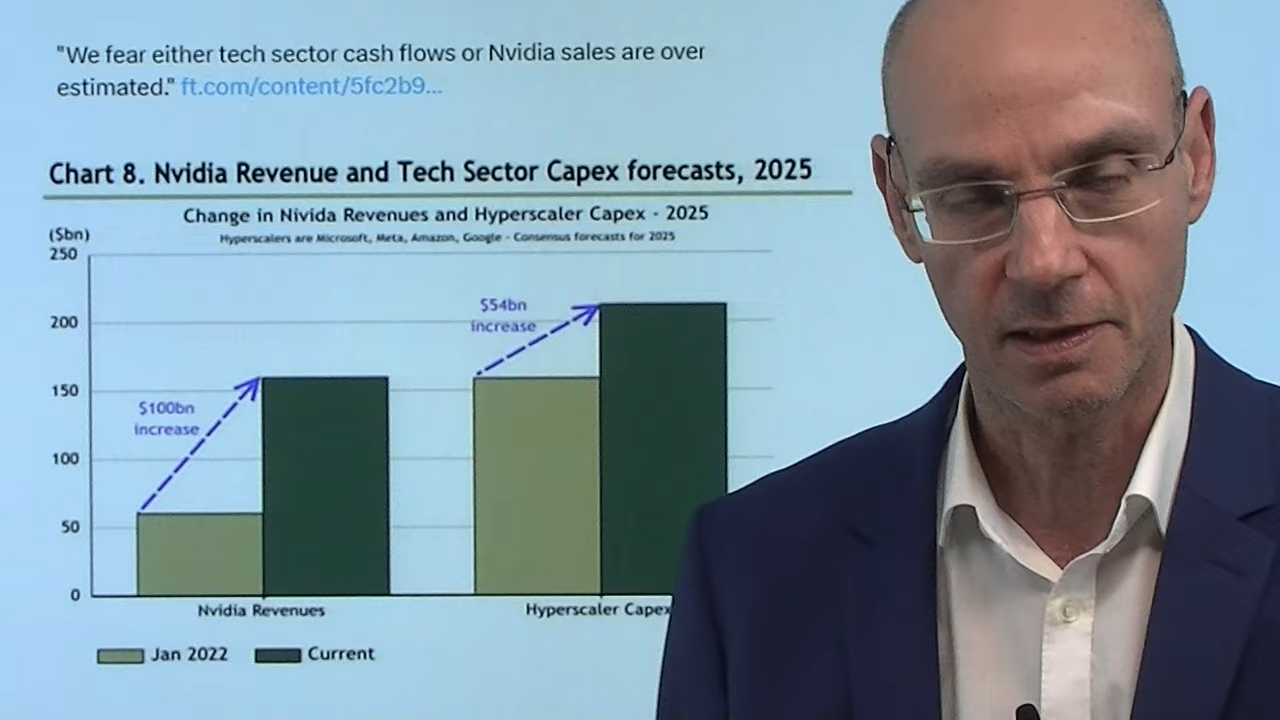 "We fear either tech sector cash flows or Nvidia sales are over
estimated." ft.com/content/5fc2b9...
Chart 8. Nvidia Revenue and Tech Sector Capex forecasts, 2025
Change in Nivida Revenues and Hyperscaler Capex - 2025
($bn)
Hyperscalers are Microsoft, Meta, Amazon, Google - Consensus forecasts for 2025
250
200
150
100
50
0
$100bn
increase
$54bn
increase
Nvidia Revenues
Hyperscaler Capex
Jan 2022
Current